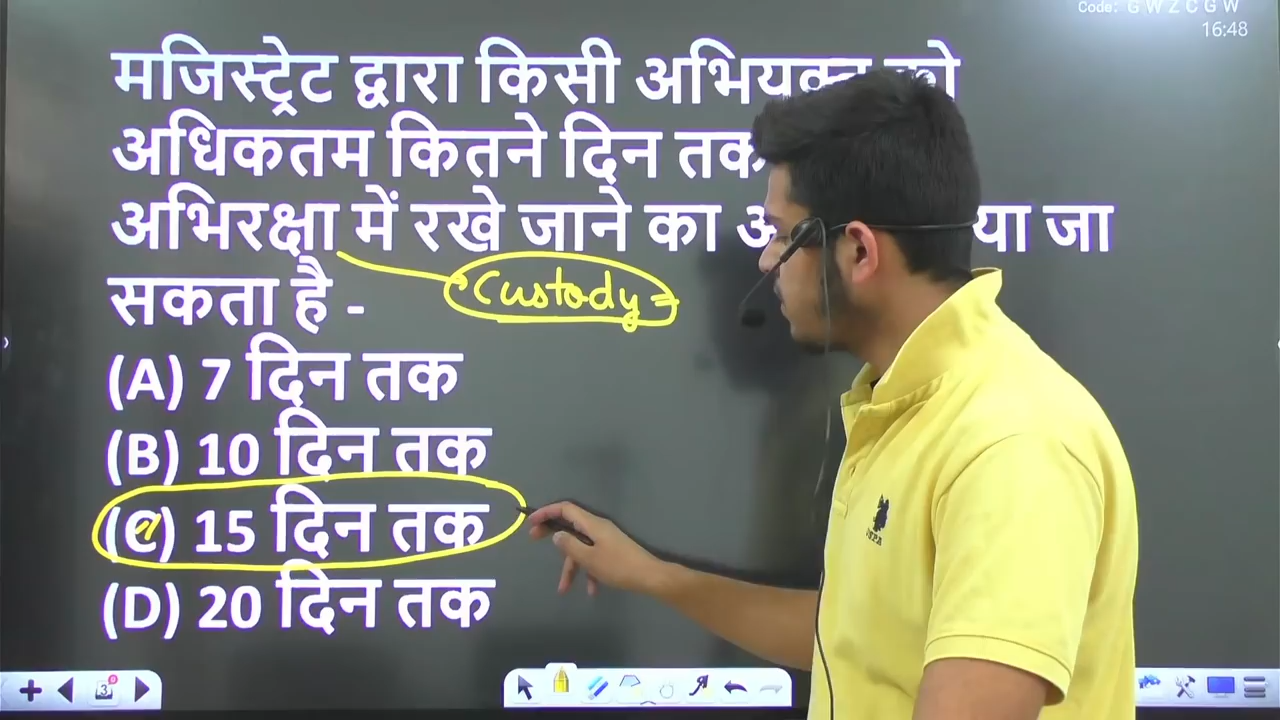 Code: G W Z C G W
16:48
मजिस्ट्रेट द्वारा किसी अभियुक्त को
अधिकतम कितने दिन तक
अभिरक्षा में रखे जाने का जा
सकता है -
Custody =
(A) 7 दिन तक
(B) 10 दिन तक
(C) 15 दिन तक
(D) 20 दिन तक
3